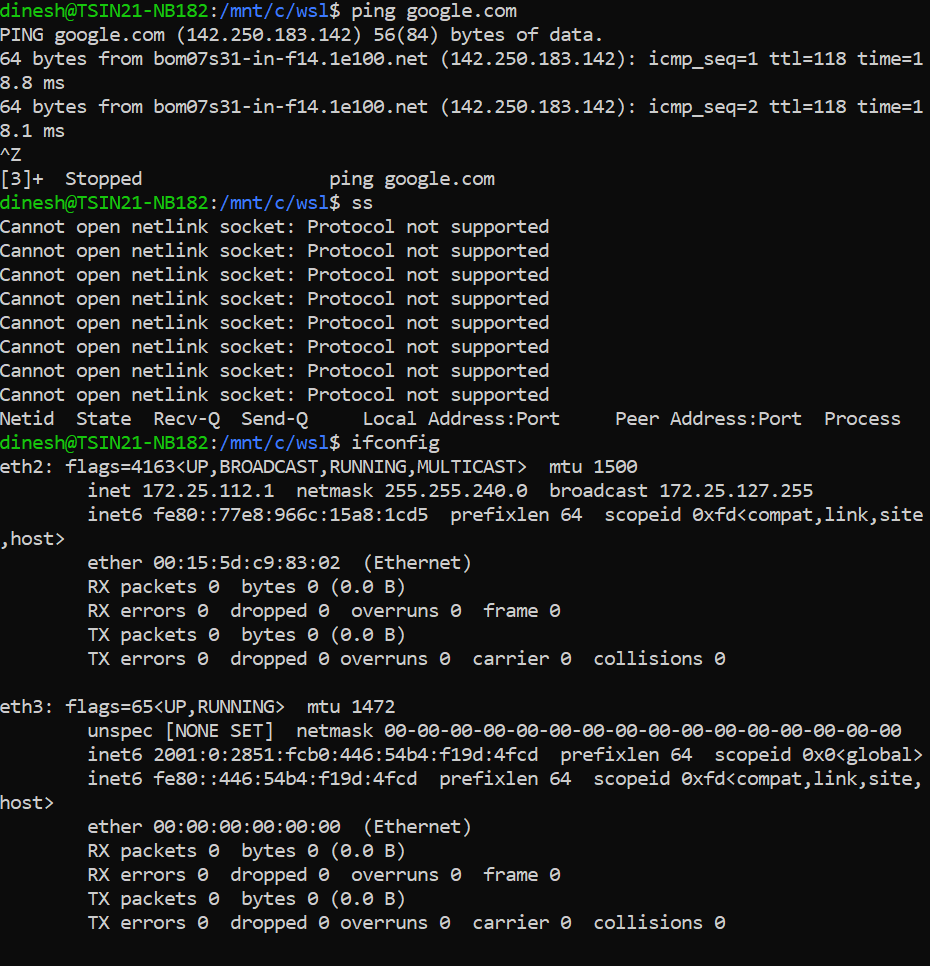 dinesh@TSIN21-NB182:/mnt/c/wsl$ ping google.com
PING google.com (142.250.183.142) 56(84) bytes of data.
64 bytes from bom07s31-in-f14.1e100.net (142.250.183.142): icmp_seq=1 ttl=118 time=1
8.8 ms
64 bytes from bom07s31-in-f14.1e100.net (142.250.183.142): icmp_seq=2 ttl=118 time=1
8.1 ms
^Z
[3]+  Stopped                 ping google.com
dinesh@TSIN21-NB182:/mnt/c/wsl$ ss
Cannot open netlink socket: Protocol not supported
Cannot open netlink socket: Protocol not supported
Cannot open netlink socket: Protocol not supported
Cannot open netlink socket: Protocol not supported
Cannot open netlink socket: Protocol not supported
Cannot open netlink socket: Protocol not supported
Cannot open netlink socket: Protocol not supported
Cannot open netlink socket: Protocol not supported
Netid  State  Recv-Q  Send-Q     Local Address:Port     Peer Address:Port  Process
dinesh@TSIN21-NB182:/mnt/c/wsl$ ifconfig
eth2: flags=4163<UP,BROADCAST,RUNNING,MULTICAST>  mtu 1500
        inet 172.25.112.1  netmask 255.255.240.0  broadcast 172.25.127.255
        inet6 fe80::77e8:966c:15a8:1cd5  prefixlen 64  scopeid 0xfd<compat,link,site
,host>
        ether 00:15:5d:c9:83:02  (Ethernet)
        RX packets 0  bytes 0 (0.0 B)
        RX errors 0  dropped 0  overruns 0  frame 0
        TX packets 0  bytes 0 (0.0 B)
        TX errors 0  dropped 0 overruns 0  carrier 0  collisions 0

eth3: flags=65<UP,RUNNING>  mtu 1472
        unspec [NONE SET]  netmask 00-00-00-00-00-00-00-00-00-00-00-00-00-00-00-00
        inet6 2001:0:2851:fcb0:446:54b4:f19d:4fcd  prefixlen 64  scopeid 0x0<global>
        inet6 fe80::446:54b4:f19d:4fcd  prefixlen 64  scopeid 0xfd<compat,link,site,
host>
        ether 00:00:00:00:00:00  (Ethernet)
        RX packets 0  bytes 0 (0.0 B)
        RX errors 0  dropped 0  overruns 0  frame 0
        TX packets 0  bytes 0 (0.0 B)
        TX errors 0  dropped 0 overruns 0  carrier 0  collisions 0